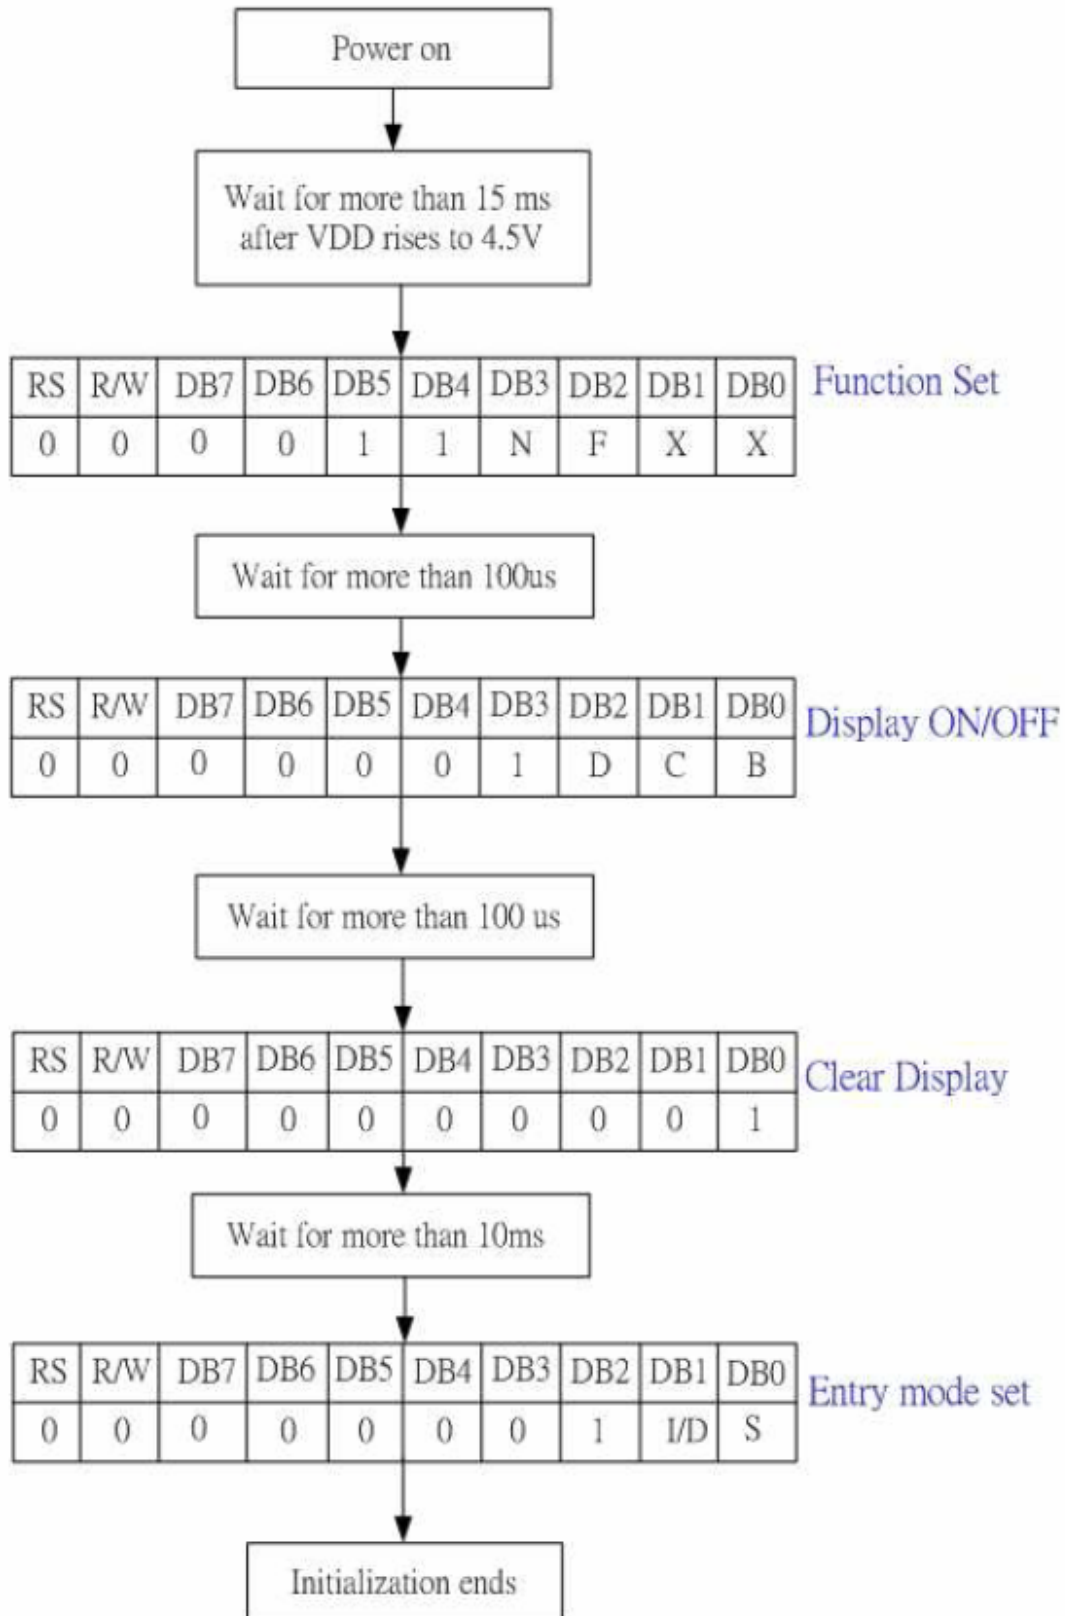 Power on
Wait for more than 15 ms
after VDD rises to 4.5V
RS R/W DB7 DB6 DB5 DB4 DB3 DB2 DB1 DB0 Function Set
0 0 0 0 1 1 N F X X
Wait for more than 100us
RS R/W DB7 DB6 DB5 DB4 DB3 DB2 DB1 DB0 Display ON/OFF
0 0 0 0 0 0 1 D C B
Wait for more than 100 us
RS R/W DB7 DB6 DB5 DB4 DB3 DB2 DB1 DB0 Clear Display
0 0 0 0 0 0 0 0 0 1
Wait for more than 10ms
RS R/W DB7 DB6 DB5 DB4 DB3 DB2 DB1 DB0 Entry mode set
0 0 0 0 0 0 0 1 I/D S
Initialization ends